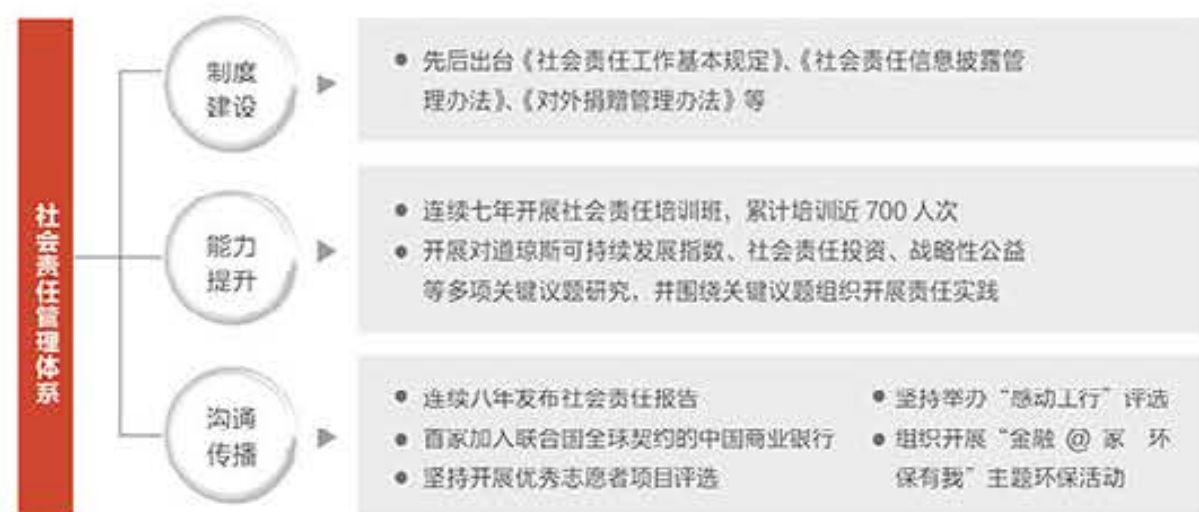 社会责任管理体系
制度
建设
● 先后出台《社会责任工作基本规定》、《社会责任信息披露管
理办法》、《对外捐赠管理办法》等
能力
提升
● 连续七年开展社会责任培训班，累计培训近 700 人次
● 开展对道琼斯可持续发展指数、社会责任投资、战略性公益
等多项关键议题研究，并围绕关键议题组织开展责任实践
沟通
传播
● 连续八年发布社会责任报告
● 首家加入联合国全球契约的中国商业银行
● 坚持开展优秀志愿者项目评选
● 坚持举办“感动工行”评选
● 组织开展“金融 @ 家 环
保有我”主题环保活动